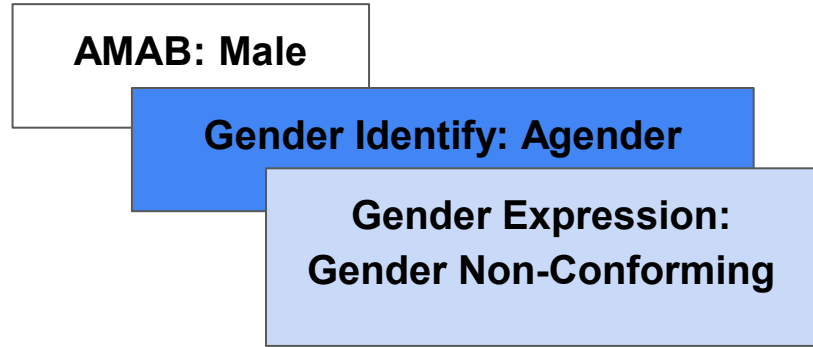 AMAB: Male
Gender Identify: Agender
Gender Expression:
Gender Non-Conforming